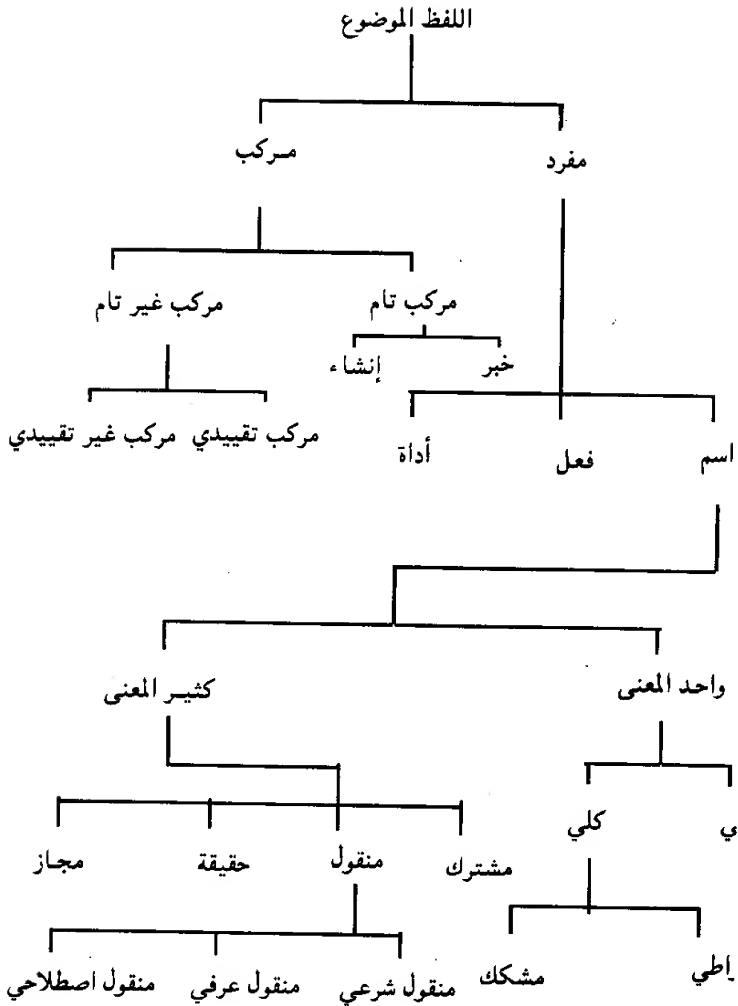 اللفظ الموضوع
مفرد مركب
مركب تام مركب غير تام
خبر إنشاء
مركب تقييدي مركب غير تقييدي
اسم فعل أداة
واحد المعنى كثير المعنى
كلي
مشترك منقول حقيقة مجاز
مشكك
منقول شرعي منقول عرفي منقول اصطلاحي